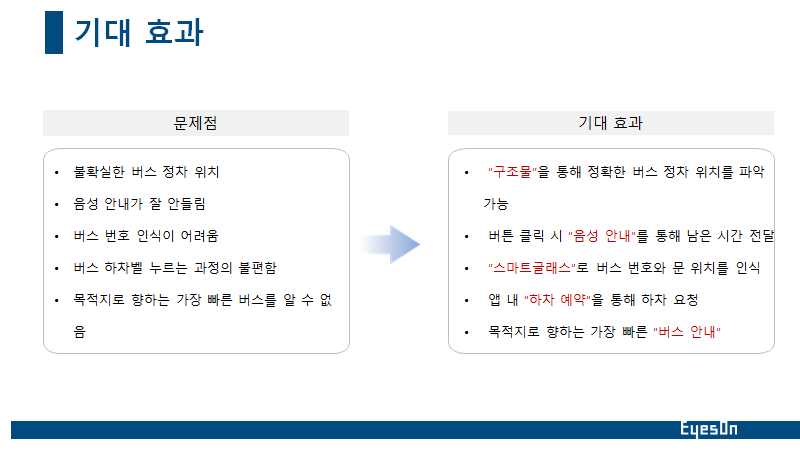 기대 효과
문제점
• 불확실한 버스 정차 위치
• 음성 안내가 잘 안들림
• 버스 번호 인식이 어려움
• 버스 하차벨 누르는 과정의 불편함
• 목적지로 향하는 가장 빠른 버스를 알 수 없
음
기대 효과
• "구조물"을 통해 정확한 버스 정차 위치를 파악
가능
• 버튼 클릭 시 "음성 안내"를 통해 남은 시간 전달
• "스마트글래스"로 버스 번호와 문 위치를 인식
• 앱 내 "하차 예약"을 통해 하차 요청
• 목적지로 향하는 가장 빠른 "버스 안내"
EyesOn